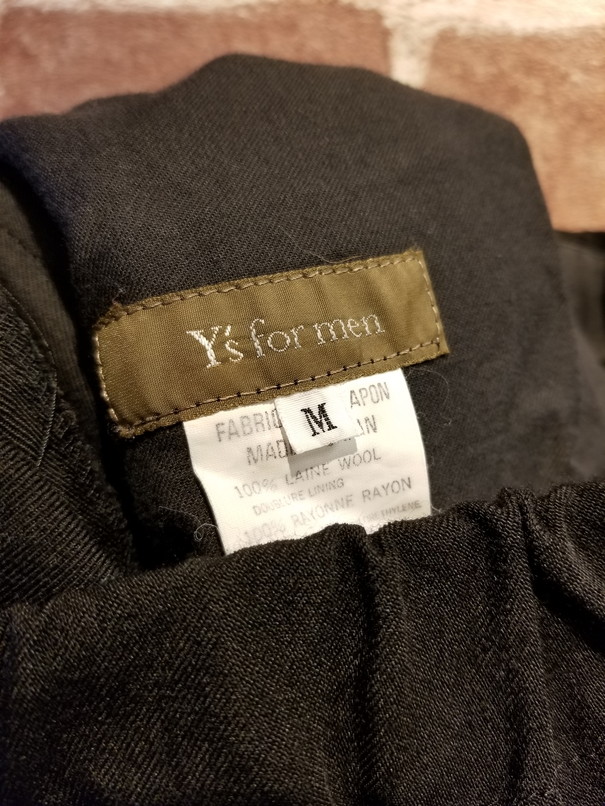 Y's for men
M
FABRIC APON
MAD AN
100% LAINE WOOL
DOUBLURE LINING
100% RAYONNE RAYON